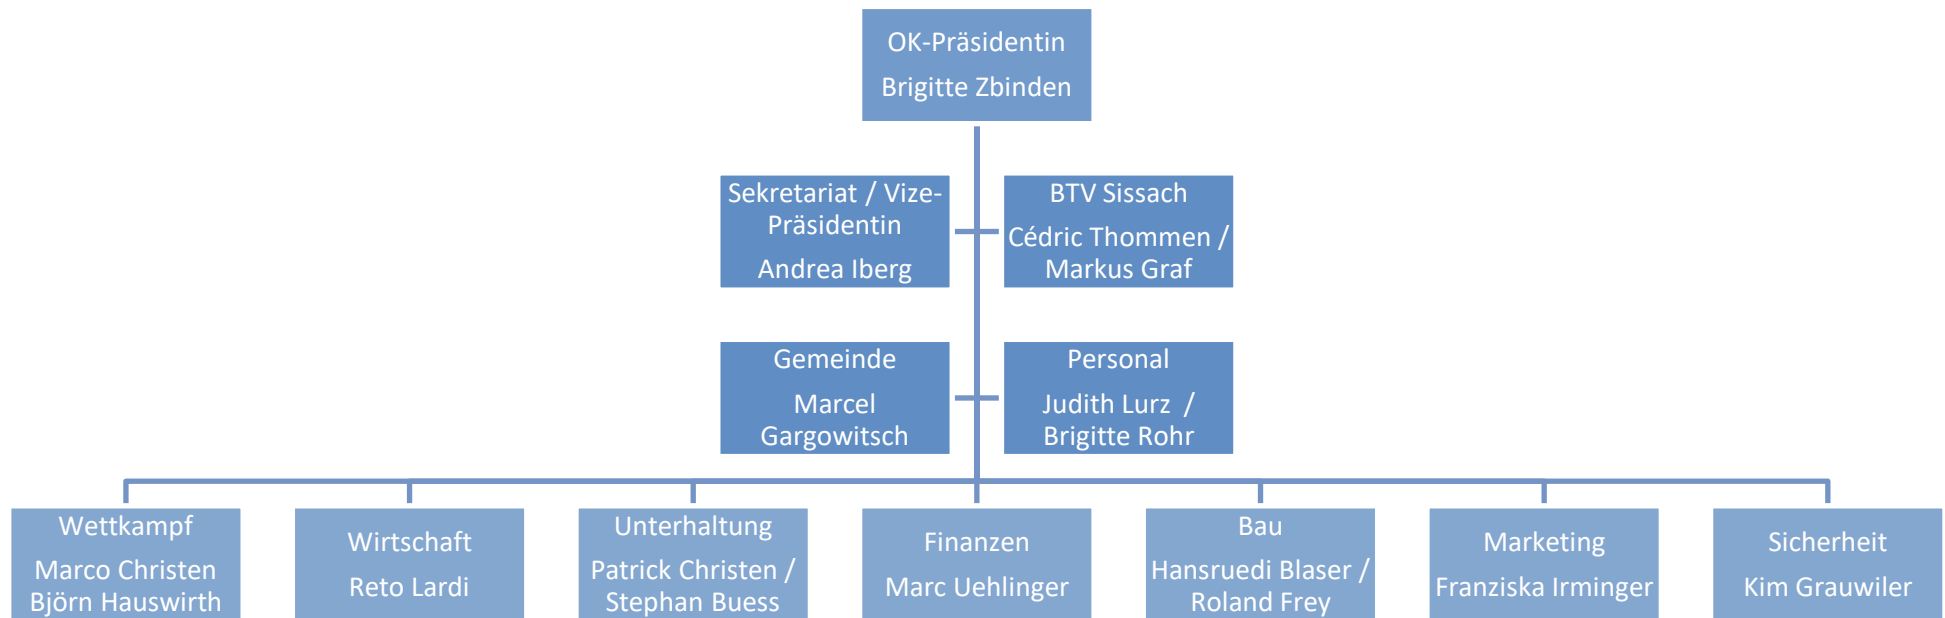 OK-Präsidentin
Brigitte Zbinden
Sekretariat / Vize-
Präsidentin
Andrea Iberg
BTV Sissach
Cédric Thommen /
Markus Graf
Gemeinde
Marcel
Gargowitsch
Personal
Judith Lurz /
Brigitte Rohr
Wettkampf
Marco Christen
Björn Hauswirth
Wirtschaft
Reto Lardi
Unterhaltung
Patrick Christen /
Stephan Buess
Finanzen
Marc Uehlinger
Bau
Hansruedi Blaser /
Roland Frey
Marketing
Franziska Irminger
Sicherheit
Kim Grauwiler